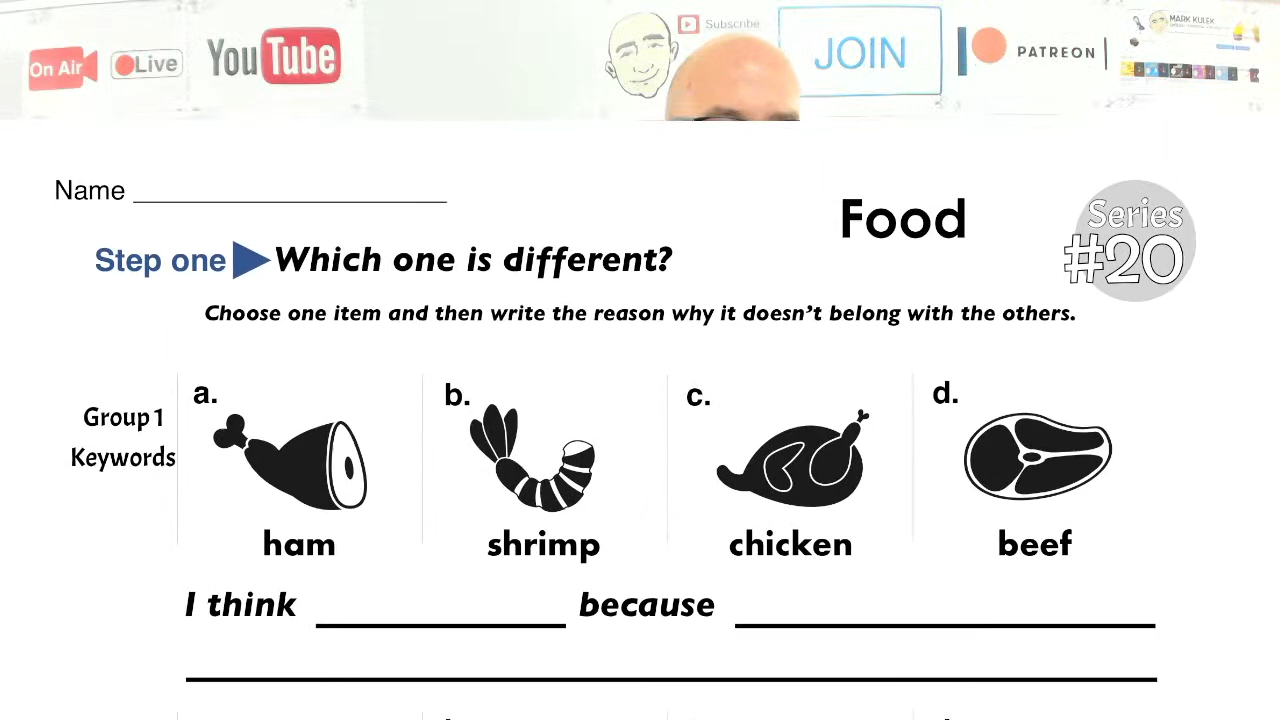 On Air
Live
YouTube
Subscribe
JOIN
PATREON
MARK KULEK
Name
Food
Series
#20
Step one
Which one is different?
Choose one item and then write the reason why it doesn't belong with the others.
Group 1
Keywords
a.
b.
c.
d.
ham
shrimp
chicken
beef
I think
because